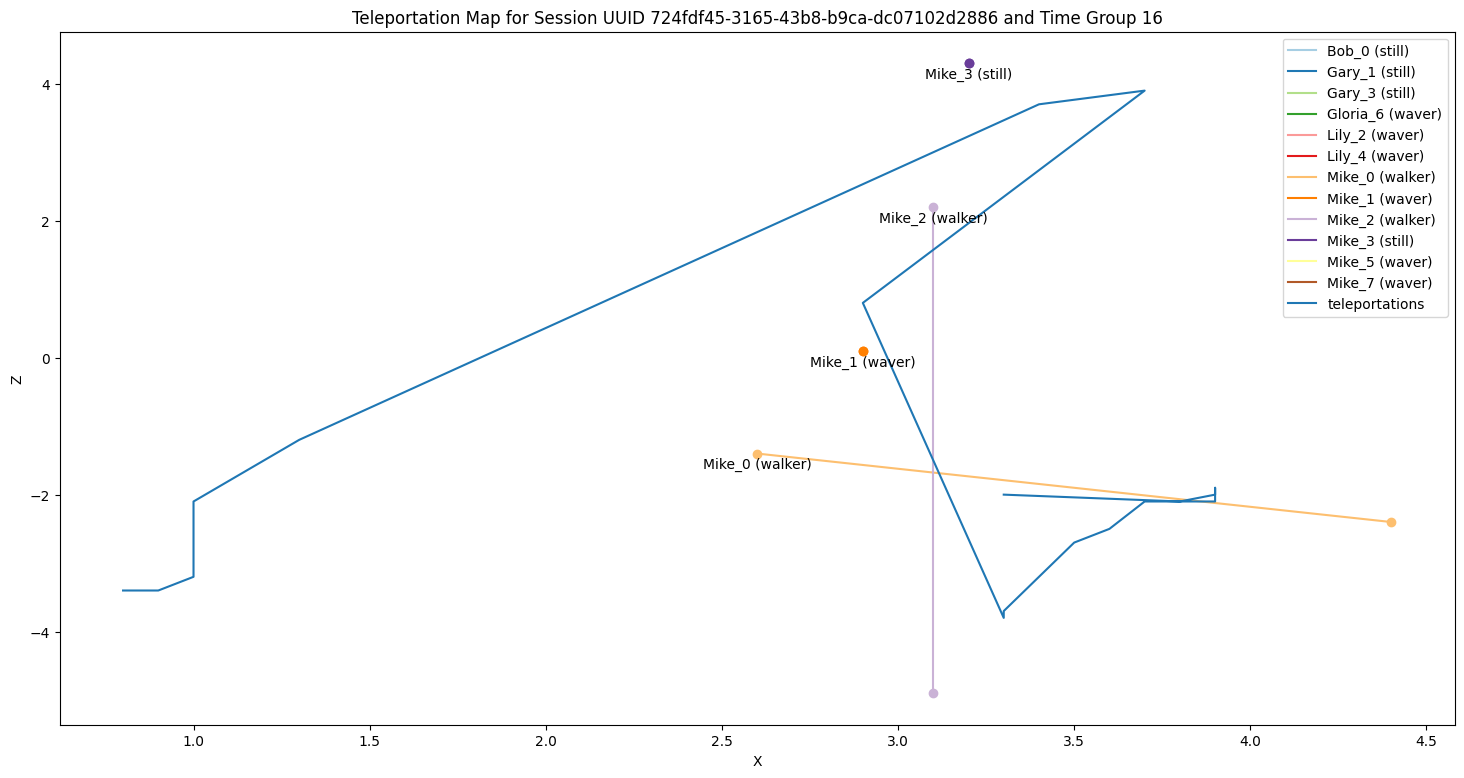 Teleportation Map for Session UUID 724fdf45-3165-43b8-b9ca-dc07102d2886 and Time Group 16
Bob_0 (still)
Gary_1 (still)
Gary_3 (still)
Gloria_6 (waver)
Lily_2 (waver)
Lily_4 (waver)
Mike_0 (walker)
Mike_1 (waver)
Mike_2 (walker)
Mike_3 (still)
Mike_5 (waver)
Mike_7 (waver)
teleportations
Mike_3 (still)
Mike_2 (walker)
Mike_1 (waver)
Mike_0 (walker)
Z
4
2
0
−2
−4
1.0
1.5
2.0
2.5
3.0
3.5
4.0
4.5
X